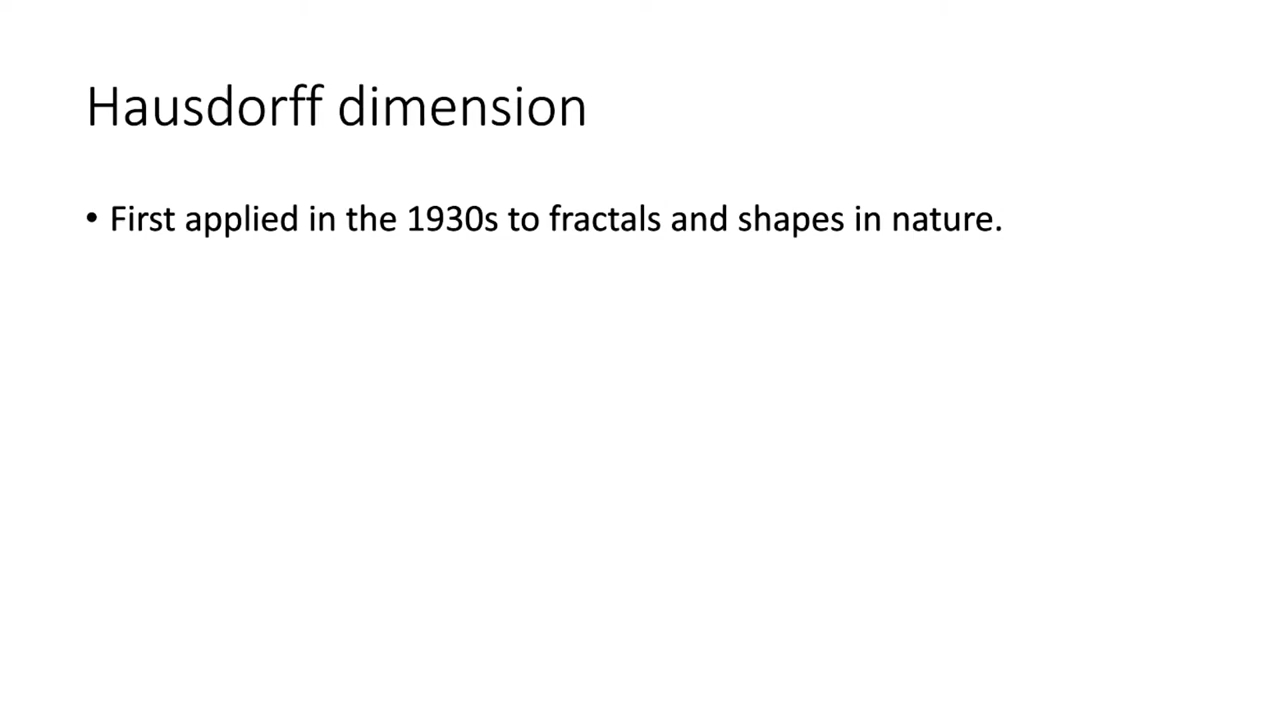 Hausdorff dimension
• First applied in the 1930s to fractals and shapes in nature.